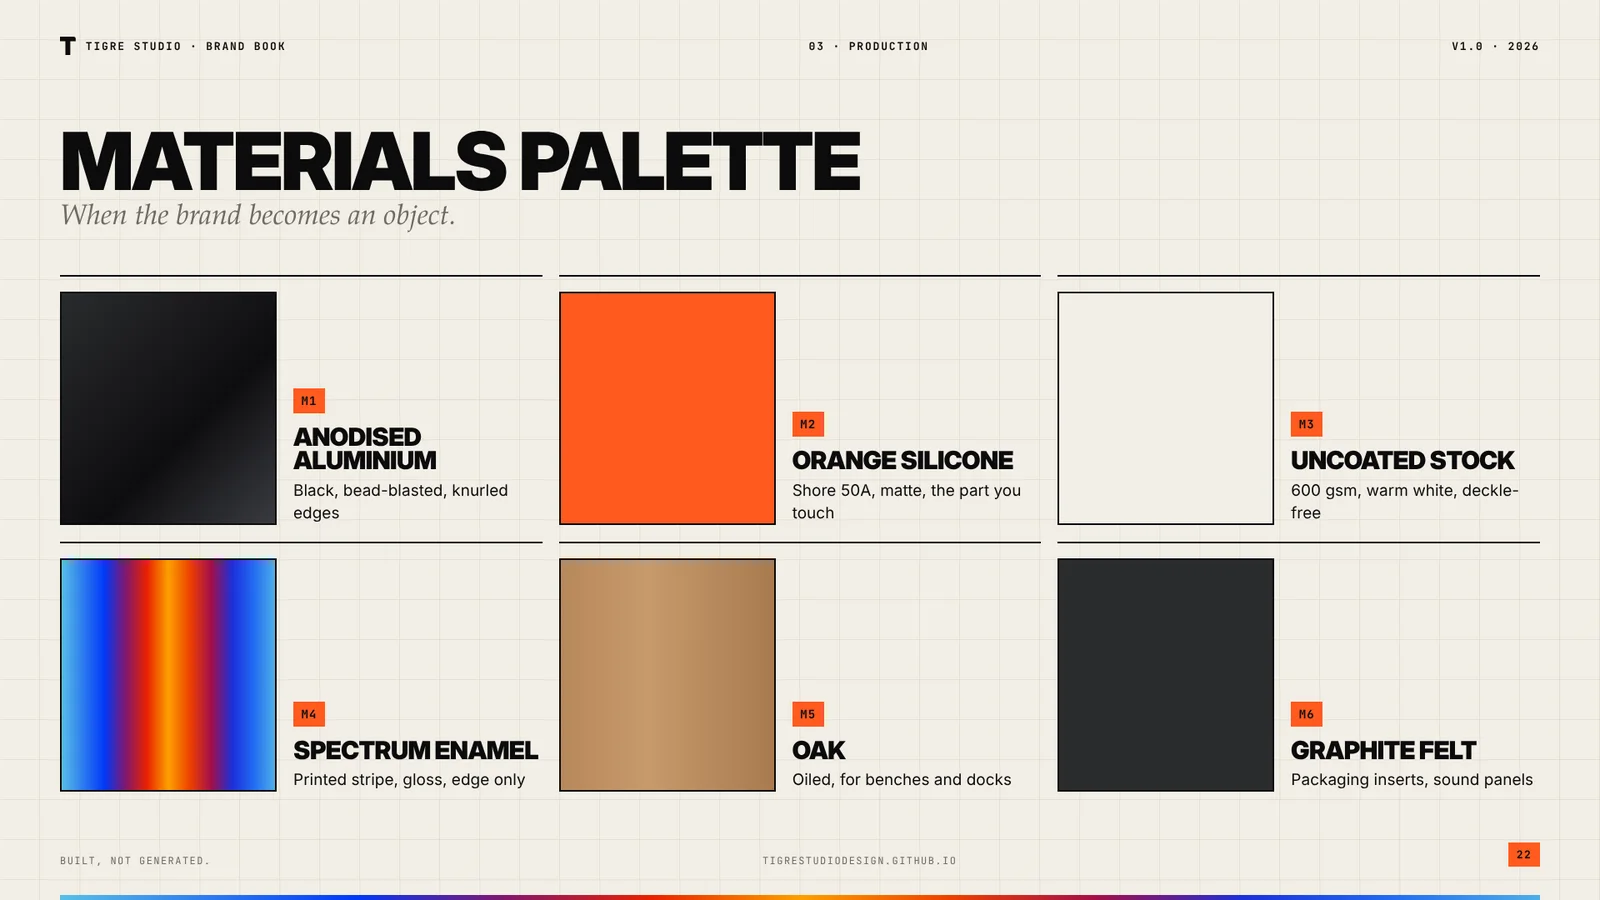 T TIGRE STUDIO · BRAND BOOK
03 · PRODUCTION
V1.0 · 2026
MATERIALS PALETTE
When the brand becomes an object.
M1
ANODISED
ALUMINIUM
Black, bead-blasted, knurled
edges
M2
ORANGE SILICONE
Shore 50A, matte, the part you
touch
M3
UNCOATED STOCK
600 gsm, warm white, deckle-
free
M4
SPECTRUM ENAMEL
Printed stripe, gloss, edge only
M5
OAK
Oiled, for benches and docks
M6
GRAPHITE FELT
Packaging inserts, sound panels
BUILT, NOT GENERATED.
TIGRESTUDIODESIGN.GITHUB.IO
22